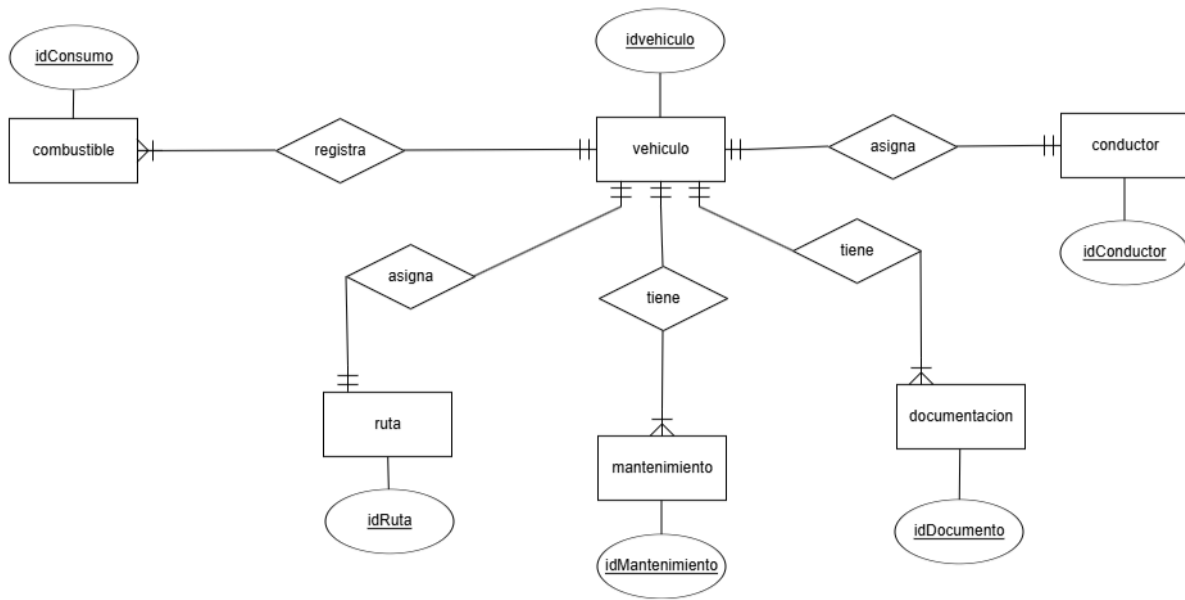 idvehiculo
idConsumo
combustible
registra
vehiculo
asigna
conductor
asigna
tiene
tiene
idConductor
ruta
mantenimiento
documentacion
idRuta
idMantenimiento
idDocumento